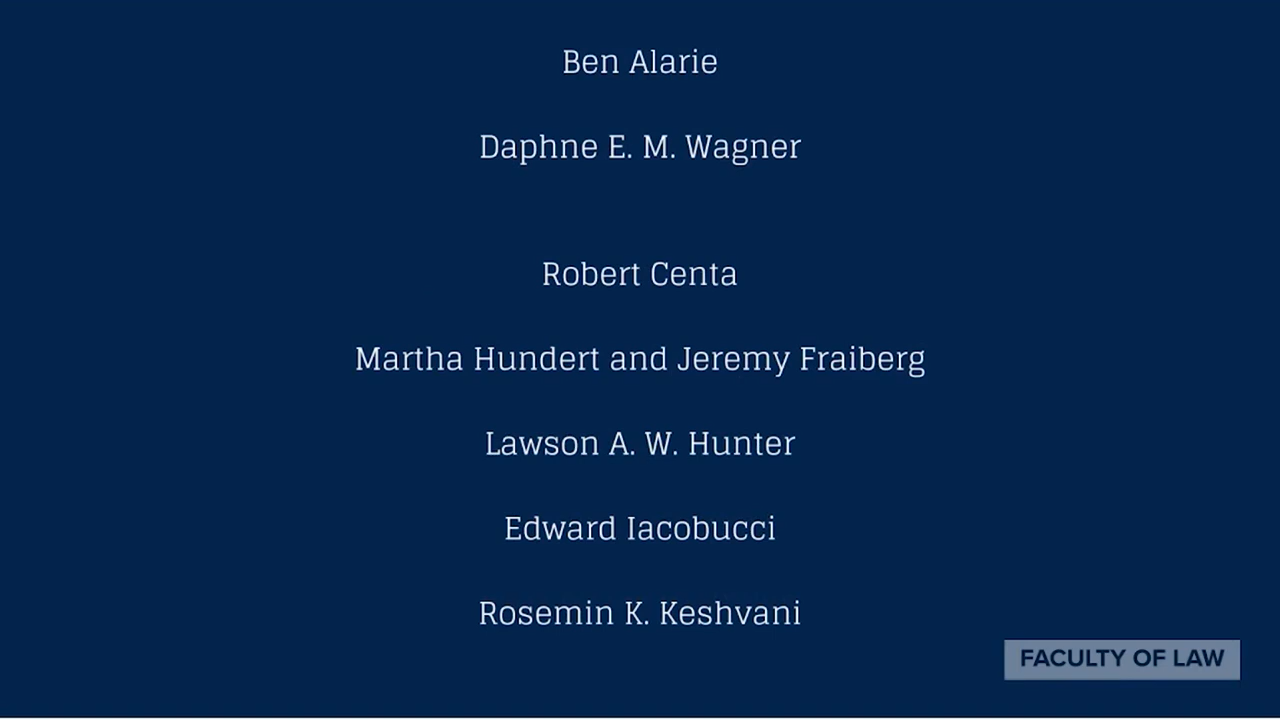 Ben Alarie
Daphne E. M. Wagner
Robert Centa
Martha Hundert and Jeremy Fraiberg
Lawson A. W. Hunter
Edward Iacobucci
Rosemin K. Keshvani
FACULTY OF LAW